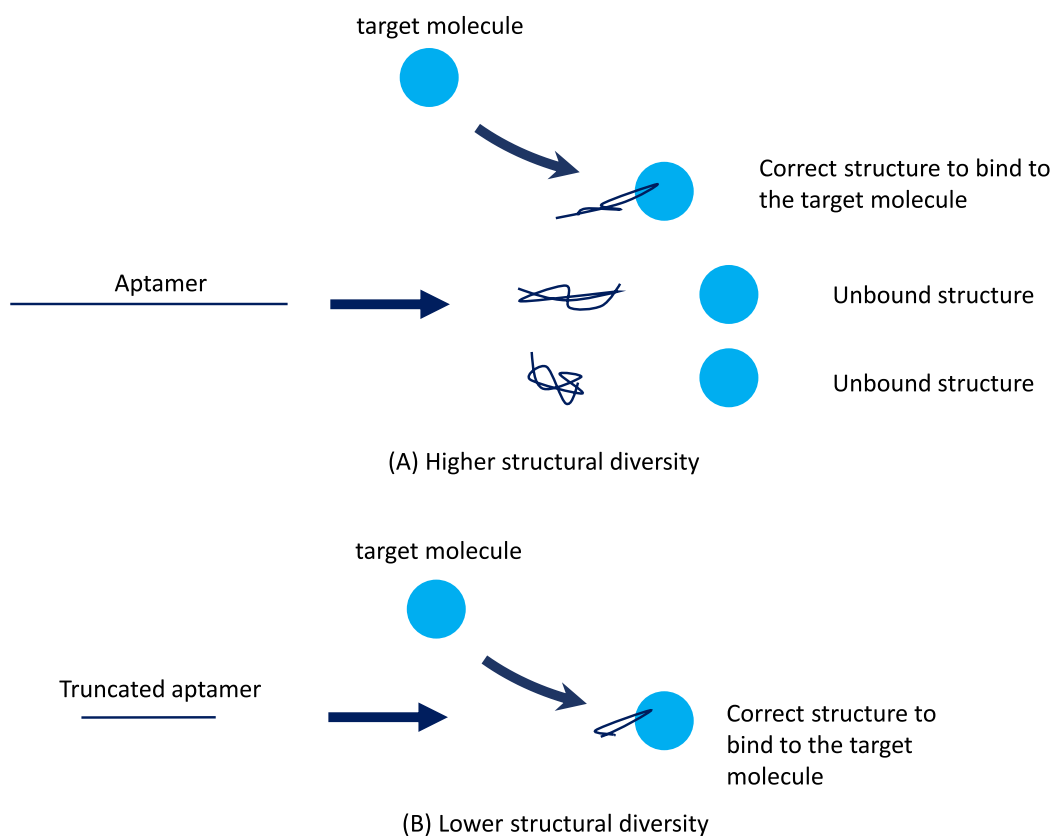 target molecule
Correct structure to bind to
the target molecule
Aptamer
Unbound structure
Unbound structure
(A) Higher structural diversity
target molecule
Truncated aptamer
Correct structure to
bind to the target
molecule
(B) Lower structural diversity